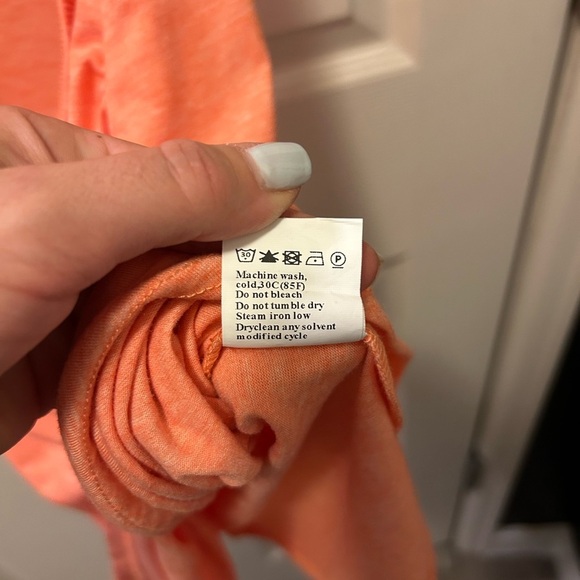 30 P
Machine wash,
cold,30C(85F)
Do not bleach
Do not tumble dry
Steam iron low
Dryclean any solvent
modified cycle